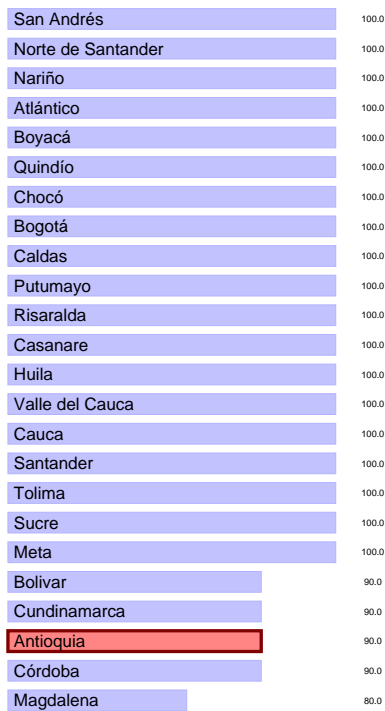 San Andrés 100.0
Norte de Santander 100.0
Nariño 100.0
Atlántico 100.0
Boyacá 100.0
Quindío 100.0
Chocó 100.0
Bogotá 100.0
Caldas 100.0
Putumayo 100.0
Risaralda 100.0
Casanare 100.0
Huila 100.0
Valle del Cauca 100.0
Cauca 100.0
Santander 100.0
Tolima 100.0
Sucre 100.0
Meta 100.0
Bolivar 90.0
Cundinamarca 90.0
Antioquia 90.0
Córdoba 90.0
Magdalena 80.0